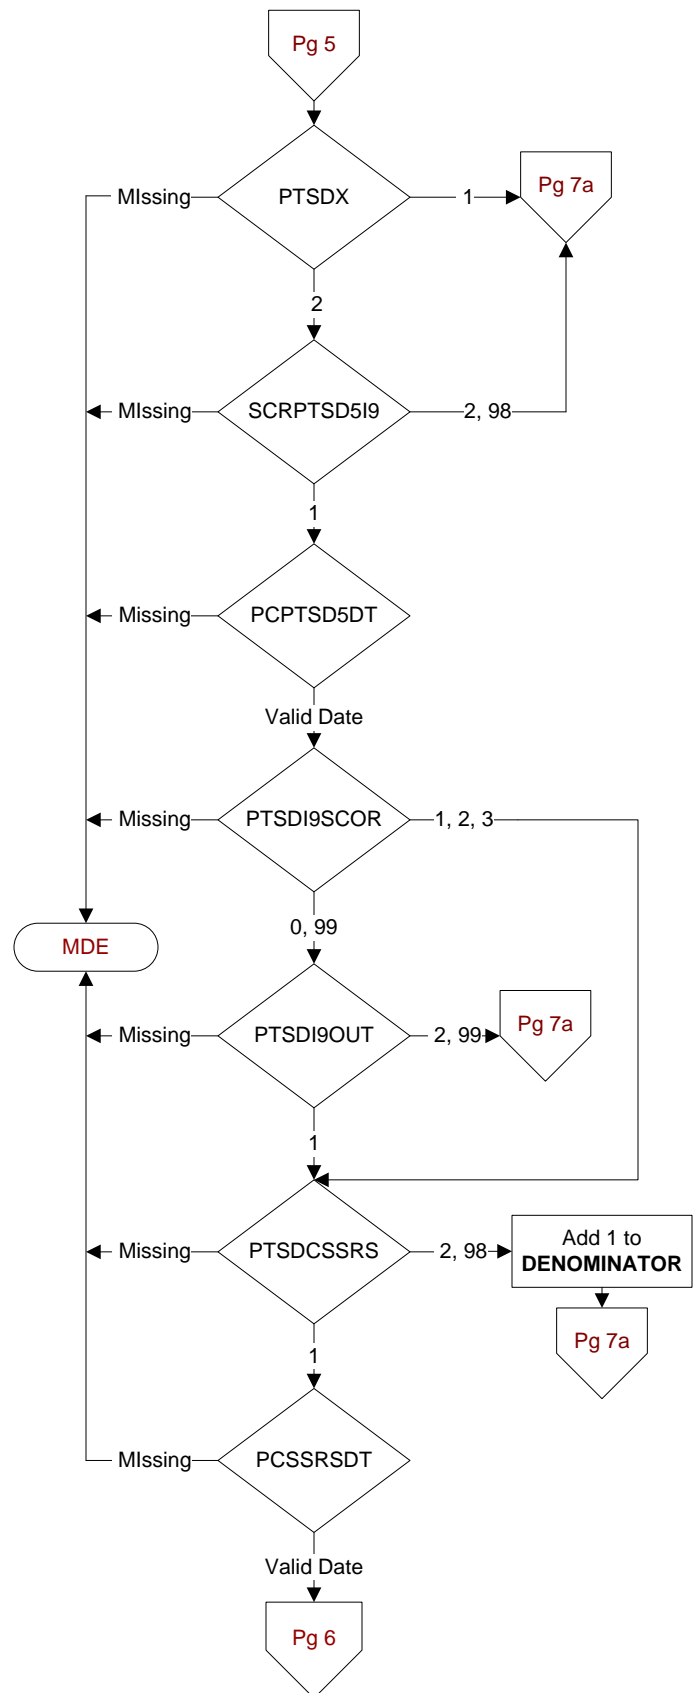 Pg 5
MIssing
PTSDX
1
Pg 7a
2
MIssing
SCRPTSD5I9
2, 98
1
Missing
PCPTSD5DT
Valid Date
Missing
PTSDI9SCOR
1, 2, 3
0, 99
MDE
Missing
PTSDI9OUT
2, 99
Pg 7a
1
Missing
PTSDCSSRS
2, 98
Add 1 to
DENOMINATOR
Pg 7a
1
MIssing
PCSSRSDT
Valid Date
Pg 6